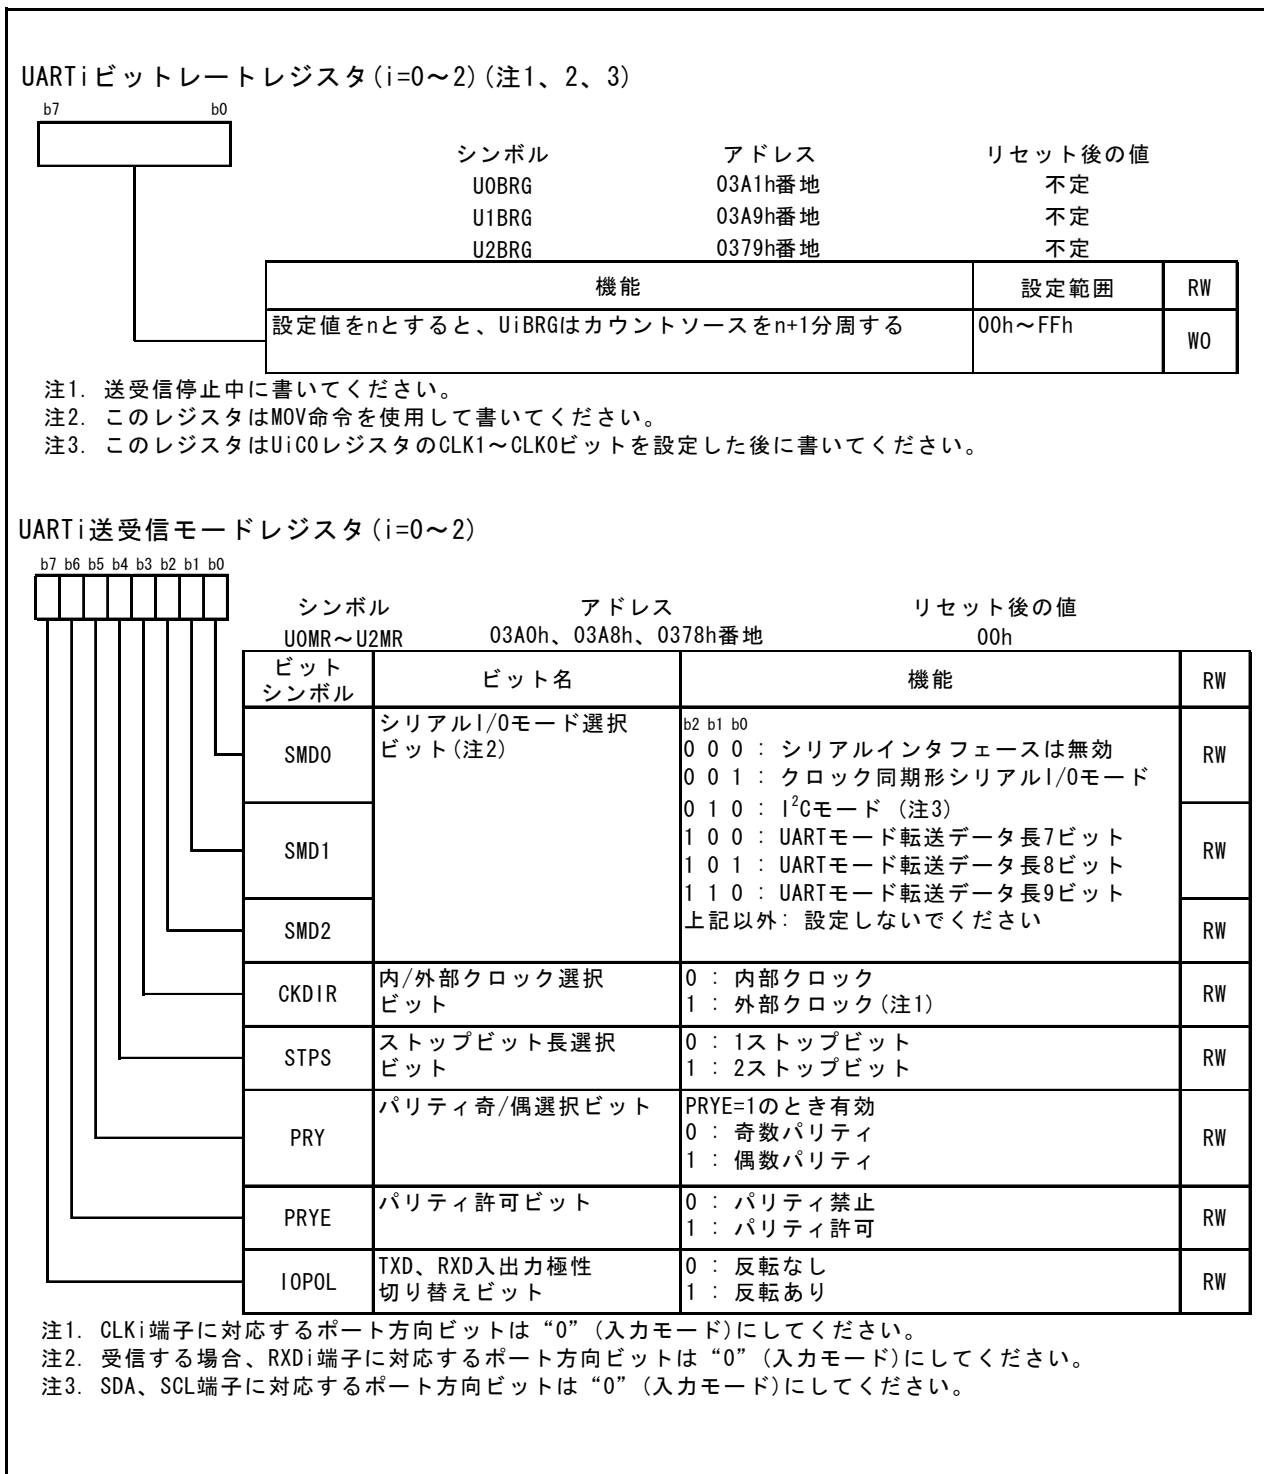 UARTiビットレートレジスタ(i=0～2)(注1、2、3)
b7 b0
シンボル アドレス リセット後の値
U0BRG 03A1h番地 不定
U1BRG 03A9h番地 不定
U2BRG 0379h番地 不定
機能 設定範囲 RW
設定値をnとすると、UiBRGはカウントソースをn+1分周する 00h～FFh WO
注1. 送受信停止中に書いてください。
注2. このレジスタはMOV命令を使用して書いてください。
注3. このレジスタはUiC0レジスタのCLK1～CLK0ビットを設定した後に書いてください。
UARTi送受信モードレジスタ(i=0～2)
b7 b6 b5 b4 b3 b2 b1 b0
シンボル アドレス リセット後の値
U0MR～U2MR 03A0h、03A8h、0378h番地 00h
ビット
シンボル
ビット名 機能 RW
SMD0
シリアルI/Oモード選択
ビット(注2)
b2 b1 b0
0 0 0 : シリアルインタフェースは無効
0 0 1 : クロック同期形シリアルI/Oモード
0 1 0 : I²Cモード (注3)
1 0 0 : UARTモード転送データ長7ビット
1 0 1 : UARTモード転送データ長8ビット
1 1 0 : UARTモード転送データ長9ビット
上記以外: 設定しないでください
RW
SMD1 RW
SMD2 RW
CKDIR
内/外部クロック選択
ビット
0 : 内部クロック
1 : 外部クロック(注1)
RW
STPS
ストップビット長選択
ビット
0 : 1ストップビット
1 : 2ストップビット
RW
PRY
パリティ奇/偶選択ビット
PRYE=1のとき有効
0 : 奇数パリティ
1 : 偶数パリティ
RW
PRYE
パリティ許可ビット
0 : パリティ禁止
1 : パリティ許可
RW
IOPOL
TXD、RXD入出力極性
切り替えビット
0 : 反転なし
1 : 反転あり
RW
注1. CLKi端子に対応するポート方向ビットは“0”(入力モード)にしてください。
注2. 受信する場合、RXDi端子に対応するポート方向ビットは“0”(入力モード)にしてください。
注3. SDA、SCL端子に対応するポート方向ビットは“0”(入力モード)にしてください。